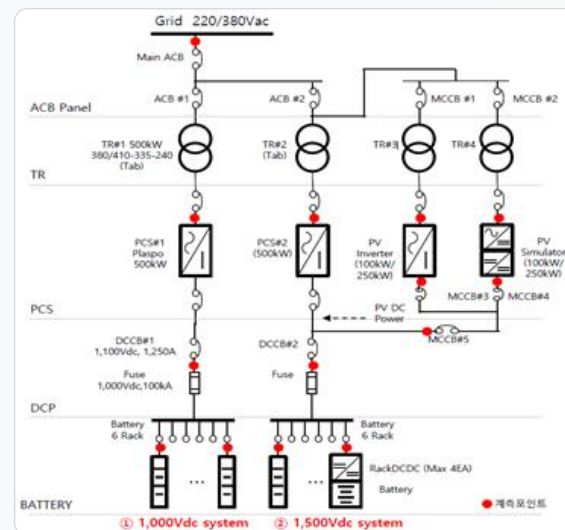 Grid 220/380Vac
Main ACB
ACB #1
ACB #2
MCCB #1
MCCB #2
ACB Panel
TR#1 500kW
380/410-335-240
(Tab)
TR#2
(Tab)
TR#3
TR#4
TR
PCS#1
Plaspo
500kW
PCS#2
(500kW)
PV
Inverter
(100kW/
250kW)
PV
Simulator
(100kW/
250kW)
MCCB#3
MCCB#4
PCS
PV DC
Power
MCCB#5
DCCB#1
1,100Vdc, 1,250A
DCCB#2
Fuse
1,000Vdc,100kA
Fuse
DCP
Battery
6 Rack
Battery
6 Rack
...
...
RackDCDC (Max 4EA)
Battery
계측포인트
BATTERY
① 1,000Vdc system
② 1,500Vdc system